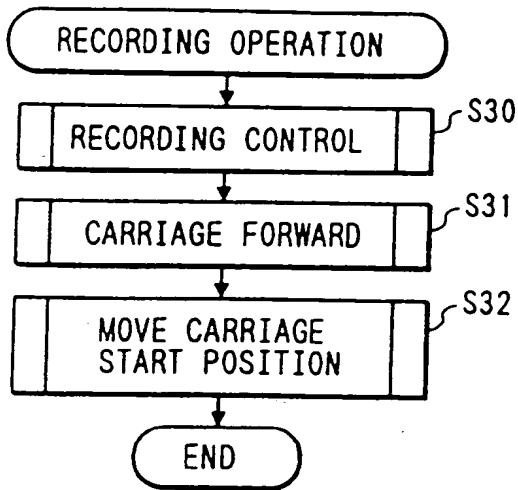 RECORDING OPERATION
RECORDING CONTROL
S30
CARRIAGE FORWARD
S31
MOVE CARRIAGE
START POSITION
S32
END